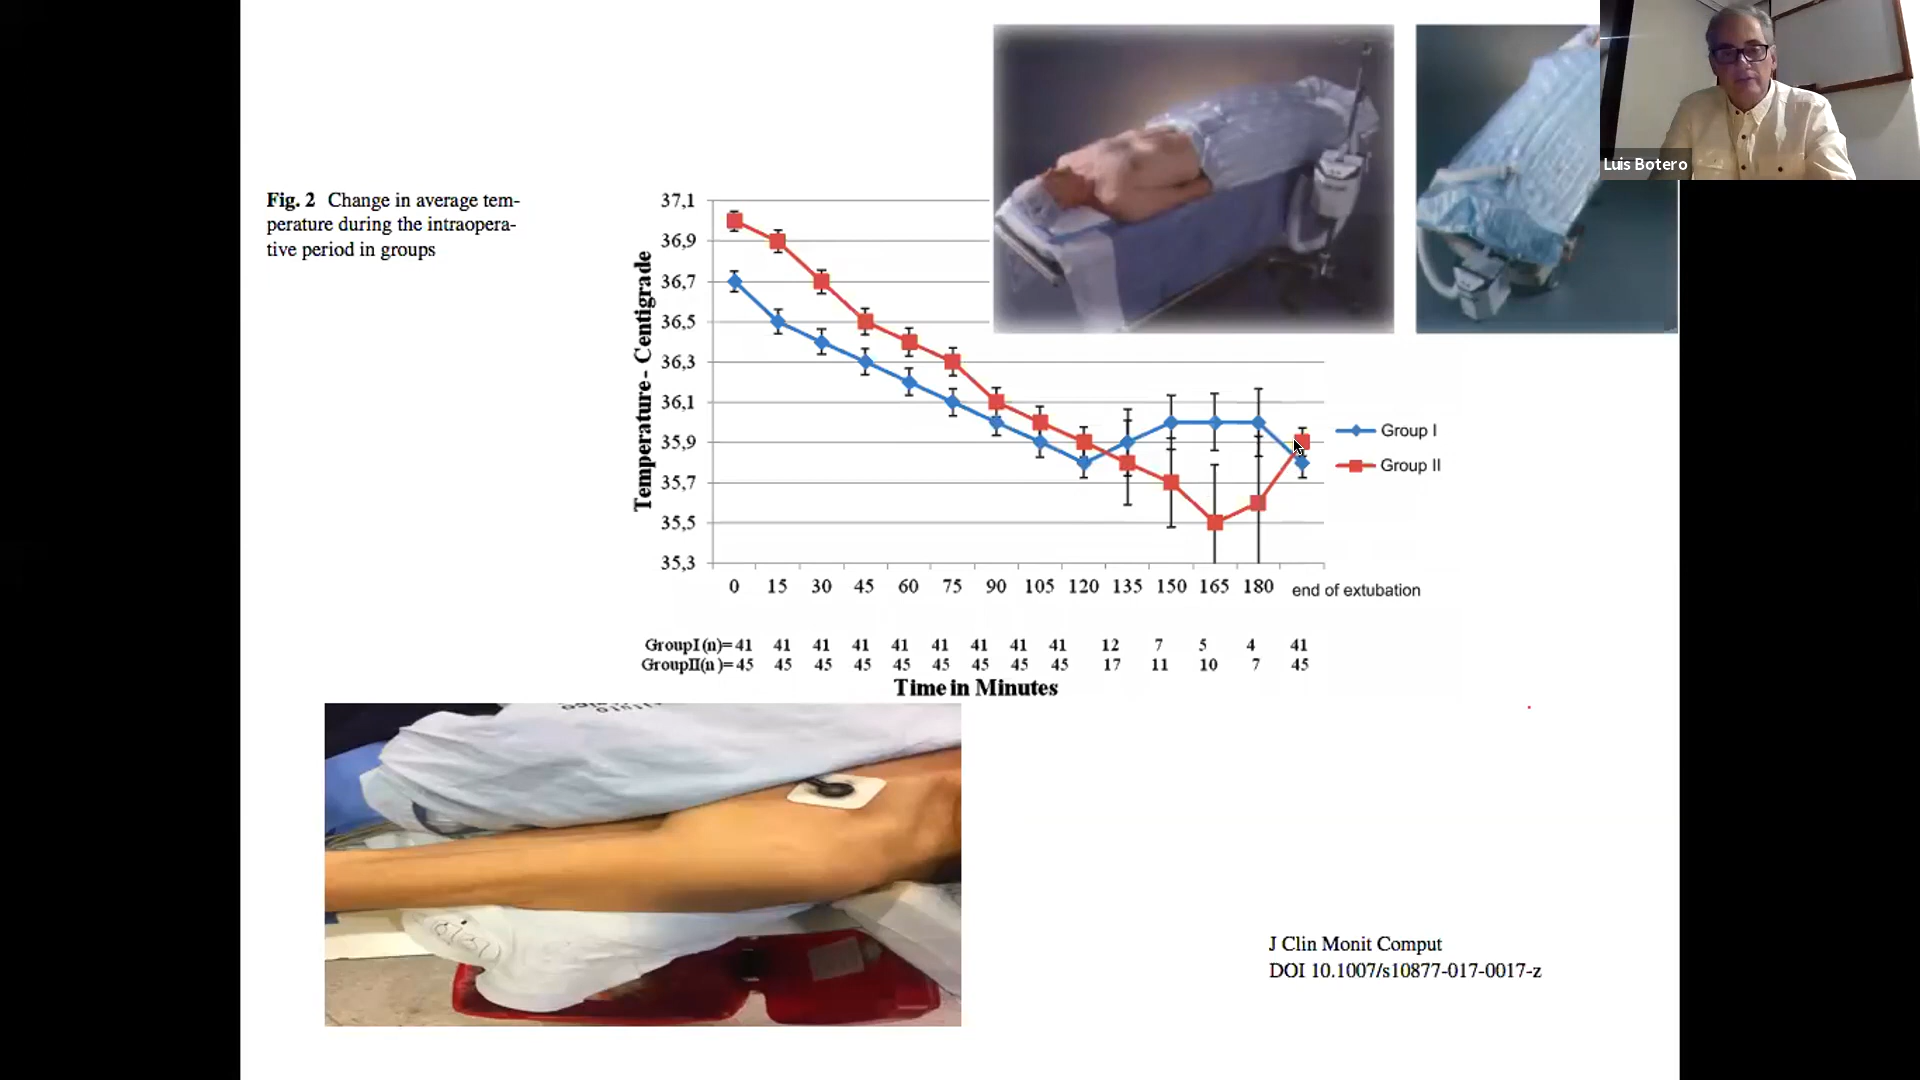 Luis Botero
Fig. 2 Change in average tem-
perature during the intraopera-
tive period in groups
Temperature - Centigrade
37,1
36,9
36,7
36,5
36,3
36,1
35,9
35,7
35,5
35,3
0 15 30 45 60 75 90 105 120 135 150 165 180 end of extubation
Group I
Group II
GroupI (n)= 41 41 41 41 41 41 41 41 41 12 7 5 4 41
GroupII(n )= 45 45 45 45 45 45 45 45 45 17 11 10 7 45
Time in Minutes
J Clin Monit Comput
DOI 10.1007/s10877-017-0017-z